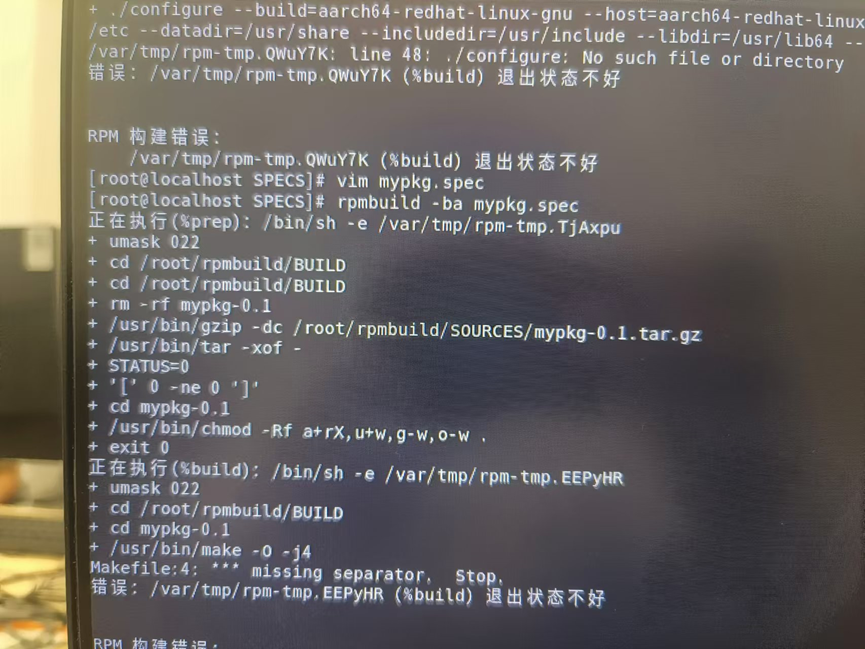 + ./configure --build=aarch64-redhat-linux-gnu --host=aarch64-redhat-linux
/etc --datadir=/usr/share --includedir=/usr/include --libdir=/usr/lib64 --
/var/tmp/rpm-tmp.QWuY7K: line 48: ./configure: No such file or directory
错误：/var/tmp/rpm-tmp.QWuY7K (%build) 退出状态不好
RPM 构建错误：
/var/tmp/rpm-tmp.QWuY7K (%build) 退出状态不好
[root@localhost SPECS]# vim mypkg.spec
[root@localhost SPECS]# rpmbuild -ba mypkg.spec
正在执行(%prep)：/bin/sh -e /var/tmp/rpm-tmp.TjAxpu
+ umask 022
+ cd /root/rpmbuild/BUILD
+ cd /root/rpmbuild/BUILD
+ rm -rf mypkg-0.1
+ /usr/bin/gzip -dc /root/rpmbuild/SOURCES/mypkg-0.1.tar.gz
+ /usr/bin/tar -xof -
+ STATUS=0
+ '[' 0 -ne 0 ']'
+ cd mypkg-0.1
+ /usr/bin/chmod -Rf a+rX,u+w,g-w,o-w .
+ exit 0
正在执行(%build)：/bin/sh -e /var/tmp/rpm-tmp.EEPyHR
+ umask 022
+ cd /root/rpmbuild/BUILD
+ cd mypkg-0.1
+ /usr/bin/make -O -j4
Makefile:4: *** missing separator.  Stop.
错误：/var/tmp/rpm-tmp.EEPyHR (%build) 退出状态不好
RPM 构建错误：